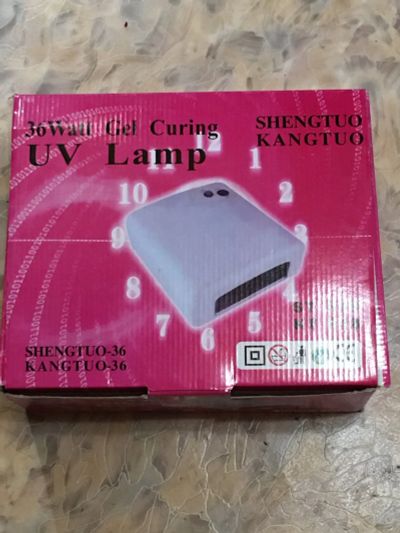 36Watt Gel Curing
UV Lamp
SHENGTUO
KANGTUO
11
12
1
10
2
9
3
8
4
7
6
5
SHENGTUO-36
KANGTUO-36